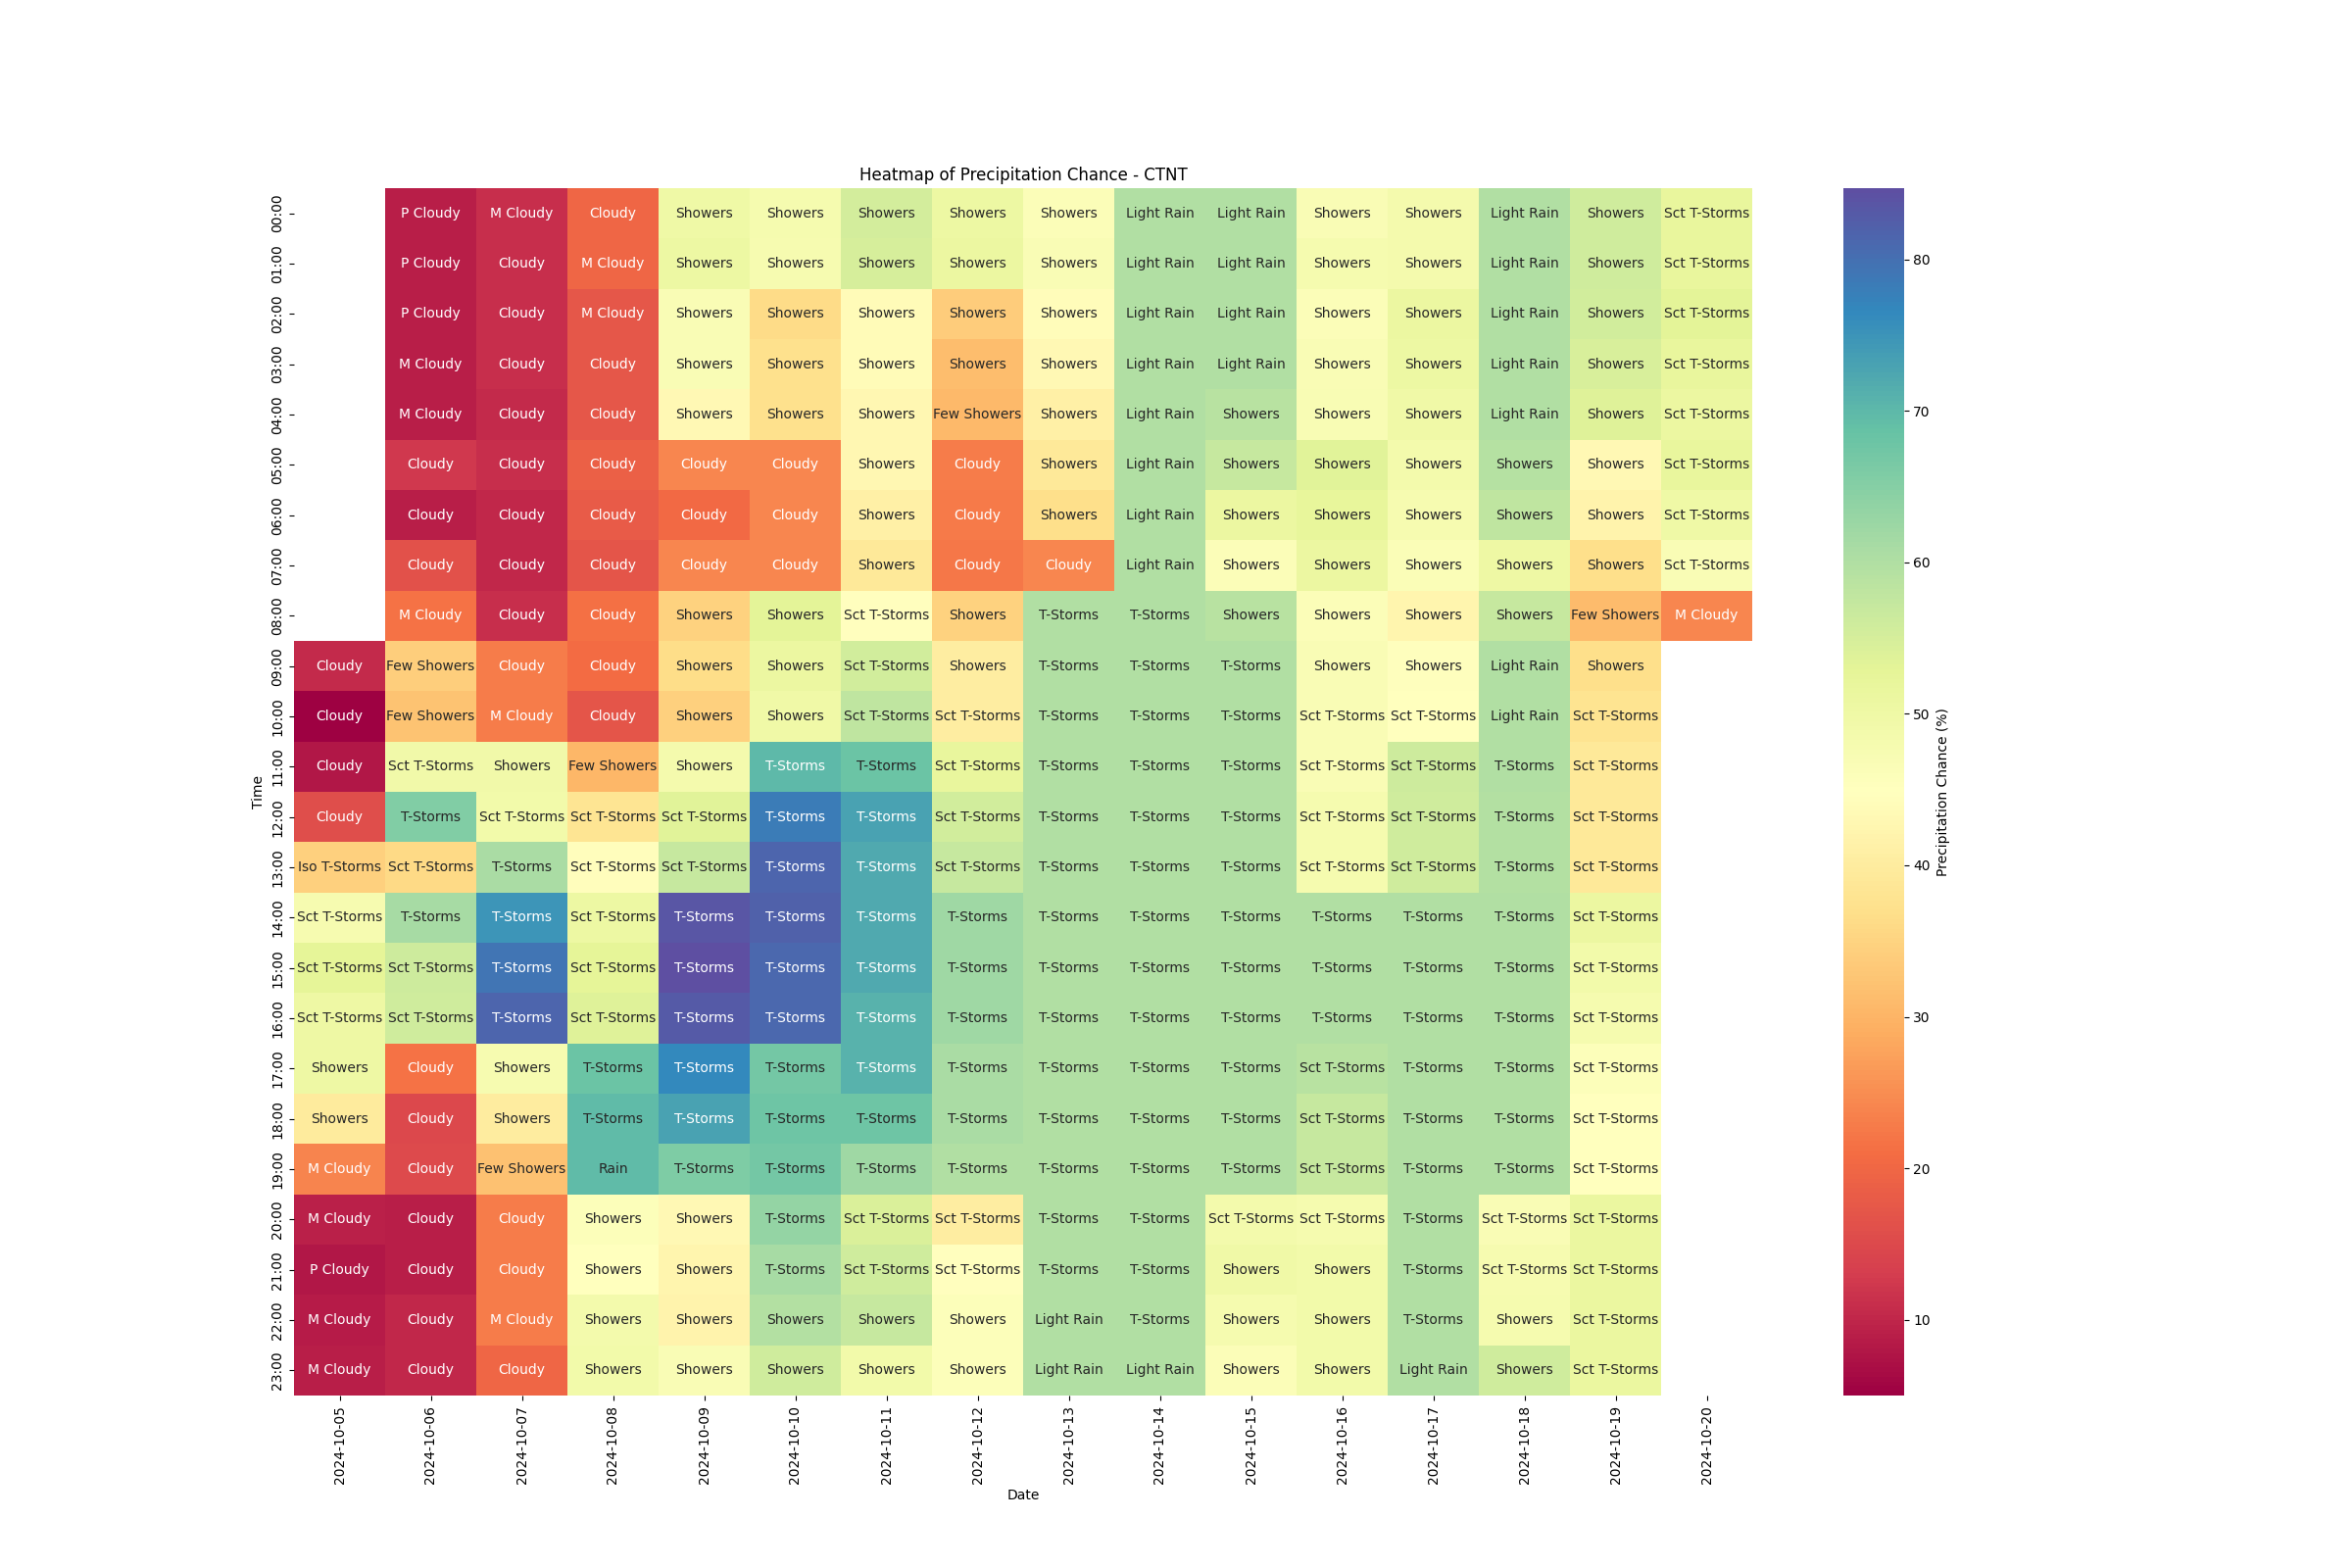 Heatmap of Precipitation Chance - CTNT
00:00 P Cloudy M Cloudy Cloudy Showers Showers Showers Showers Showers Light Rain Light Rain Showers Showers Light Rain Showers Sct T-Storms
01:00 P Cloudy Cloudy M Cloudy Showers Showers Showers Showers Showers Light Rain Light Rain Showers Showers Light Rain Showers Sct T-Storms
80
02:00 P Cloudy Cloudy M Cloudy Showers Showers Showers Showers Showers Light Rain Light Rain Showers Showers Light Rain Showers Sct T-Storms
03:00 M Cloudy Cloudy Cloudy Showers Showers Showers Showers Showers Light Rain Light Rain Showers Showers Light Rain Showers Sct T-Storms
04:00 M Cloudy Cloudy Cloudy Showers Showers Showers Few Showers Showers Light Rain Showers Showers Showers Light Rain Showers Sct T-Storms
70
05:00 Cloudy Cloudy Cloudy Cloudy Cloudy Showers Cloudy Showers Light Rain Showers Showers Showers Showers Showers Sct T-Storms
06:00 Cloudy Cloudy Cloudy Cloudy Cloudy Showers Cloudy Showers Light Rain Showers Showers Showers Showers Showers Sct T-Storms
07:00 Cloudy Cloudy Cloudy Cloudy Cloudy Showers Cloudy Cloudy Light Rain Showers Showers Showers Showers Showers Sct T-Storms
60
08:00 M Cloudy Cloudy Cloudy Showers Showers Sct T-Storms Showers T-Storms T-Storms Showers Showers Showers Showers Few Showers M Cloudy
09:00 Cloudy Few Showers Cloudy Cloudy Showers Showers Sct T-Storms Showers T-Storms T-Storms T-Storms Showers Showers Light Rain Showers
10:00 Cloudy Few Showers M Cloudy Cloudy Showers Showers Sct T-Storms Sct T-Storms T-Storms T-Storms T-Storms Sct T-Storms Sct T-Storms Light Rain Sct T-Storms
50
11:00 Cloudy Sct T-Storms Showers Few Showers Showers T-Storms T-Storms Sct T-Storms T-Storms T-Storms T-Storms Sct T-Storms Sct T-Storms T-Storms Sct T-Storms
Time
Precipitation Chance (%)
12:00 Cloudy T-Storms Sct T-Storms Sct T-Storms Sct T-Storms T-Storms T-Storms Sct T-Storms T-Storms T-Storms T-Storms Sct T-Storms Sct T-Storms T-Storms Sct T-Storms
13:00 Iso T-Storms Sct T-Storms T-Storms Sct T-Storms Sct T-Storms T-Storms T-Storms Sct T-Storms T-Storms T-Storms T-Storms Sct T-Storms Sct T-Storms T-Storms Sct T-Storms
40
14:00 Sct T-Storms T-Storms T-Storms Sct T-Storms T-Storms T-Storms T-Storms T-Storms T-Storms T-Storms T-Storms T-Storms T-Storms T-Storms Sct T-Storms
15:00 Sct T-Storms Sct T-Storms T-Storms Sct T-Storms T-Storms T-Storms T-Storms T-Storms T-Storms T-Storms T-Storms T-Storms T-Storms T-Storms Sct T-Storms
16:00 Sct T-Storms Sct T-Storms T-Storms Sct T-Storms T-Storms T-Storms T-Storms T-Storms T-Storms T-Storms T-Storms T-Storms T-Storms T-Storms Sct T-Storms
30
17:00 Showers Cloudy Showers T-Storms T-Storms T-Storms T-Storms T-Storms T-Storms T-Storms T-Storms Sct T-Storms T-Storms T-Storms Sct T-Storms
18:00 Showers Cloudy Showers T-Storms T-Storms T-Storms T-Storms T-Storms T-Storms T-Storms T-Storms Sct T-Storms T-Storms T-Storms Sct T-Storms
19:00 M Cloudy Cloudy Few Showers Rain T-Storms T-Storms T-Storms T-Storms T-Storms T-Storms T-Storms Sct T-Storms T-Storms T-Storms Sct T-Storms
20
20:00 M Cloudy Cloudy Cloudy Showers Showers T-Storms Sct T-Storms Sct T-Storms T-Storms T-Storms Sct T-Storms Sct T-Storms T-Storms Sct T-Storms Sct T-Storms
21:00 P Cloudy Cloudy Cloudy Showers Showers T-Storms Sct T-Storms Sct T-Storms T-Storms T-Storms Showers Showers T-Storms Sct T-Storms Sct T-Storms
22:00 M Cloudy Cloudy M Cloudy Showers Showers Showers Showers Showers Light Rain T-Storms Showers Showers T-Storms Showers Sct T-Storms
10
23:00 M Cloudy Cloudy Cloudy Showers Showers Showers Showers Showers Light Rain Light Rain Showers Showers Light Rain Showers Sct T-Storms
2024-10-05 2024-10-06 2024-10-07 2024-10-08 2024-10-09 2024-10-10 2024-10-11 2024-10-12 2024-10-13 2024-10-14 2024-10-15 2024-10-16 2024-10-17 2024-10-18 2024-10-19 2024-10-20
Date